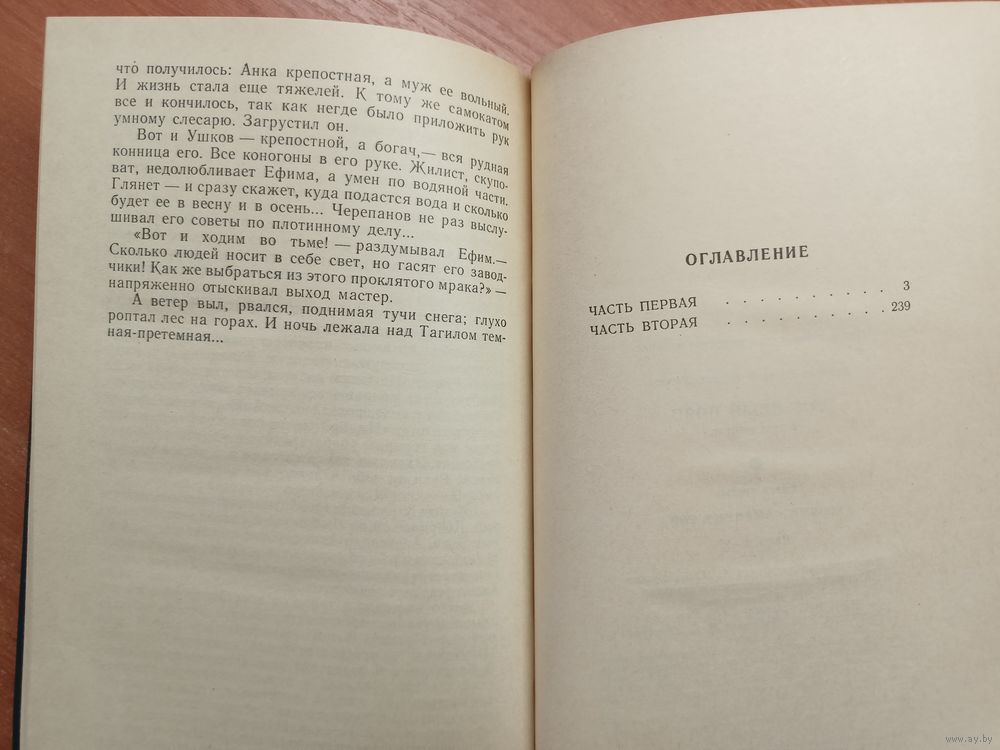 что получилось: Анка крепостная, а муж ее вольный.
И жизнь стала еще тяжелей. К тому же самокатом
все и кончилось, так как негде было приложить рук
умному слесарю. Загрустил он.
Вот и Ушков — крепостной, а богач,— вся рудная
конница его. Все коногоны в его руке. Жилист, скупо-
ват, недолюбливает Ефима, а умен по водяной части.
Глянет — и сразу скажет, куда подастся вода и сколько
будет ее в весну и в осень... Черепанов не раз выслу-
шивал его советы по плотинному делу...
«Вот и ходим во тьме! — раздумывал Ефим.—
Сколько людей носит в себе свет, но гасят его завод-
чики! Как же выбраться из этого проклятого мрака?» —
напряженно отыскивал выход мастер.
А ветер выл, рвался, поднимая тучи снега; глухо
роптал лес на горах. И ночь лежала над Тагилом тем-
ная-претемная...
ОГЛАВЛЕНИЕ
ЧАСТЬ ПЕРВАЯ . . . . . . . . . . 3
ЧАСТЬ ВТОРАЯ . . . . . . . . . . 239
www.ay.by